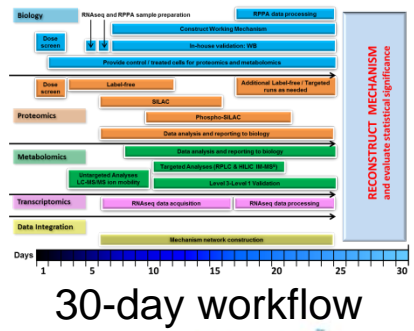 Biology
RNAseq and RPPA sample preparation
RPPA data processing
Construct Working Mechanism
Dose
screen
In-house validation: WB
Provide control / treated cells for proteomics and metabolomics
Dose
screen
Label-free
Additional Label-free / Targeted
runs as needed
SILAC
Proteomics
Phospho-SILAC
Data analysis and reporting to biology
Metabolomics
Data analysis and reporting to biology
Untargeted Analyses
LC-MS/MS ion mobility
Targeted Analyses (RPLC & HILIC IM-MS²)
Level 3-Level 1 Validation
Transcriptomics
RNAseq data acquisition
RNAseq data processing
Data Integration
Mechanism network construction
RECONSTRUCT MECHANISM
and evaluate statistical significance
Days
1 5 10 15 20 25 30
30-day workflow